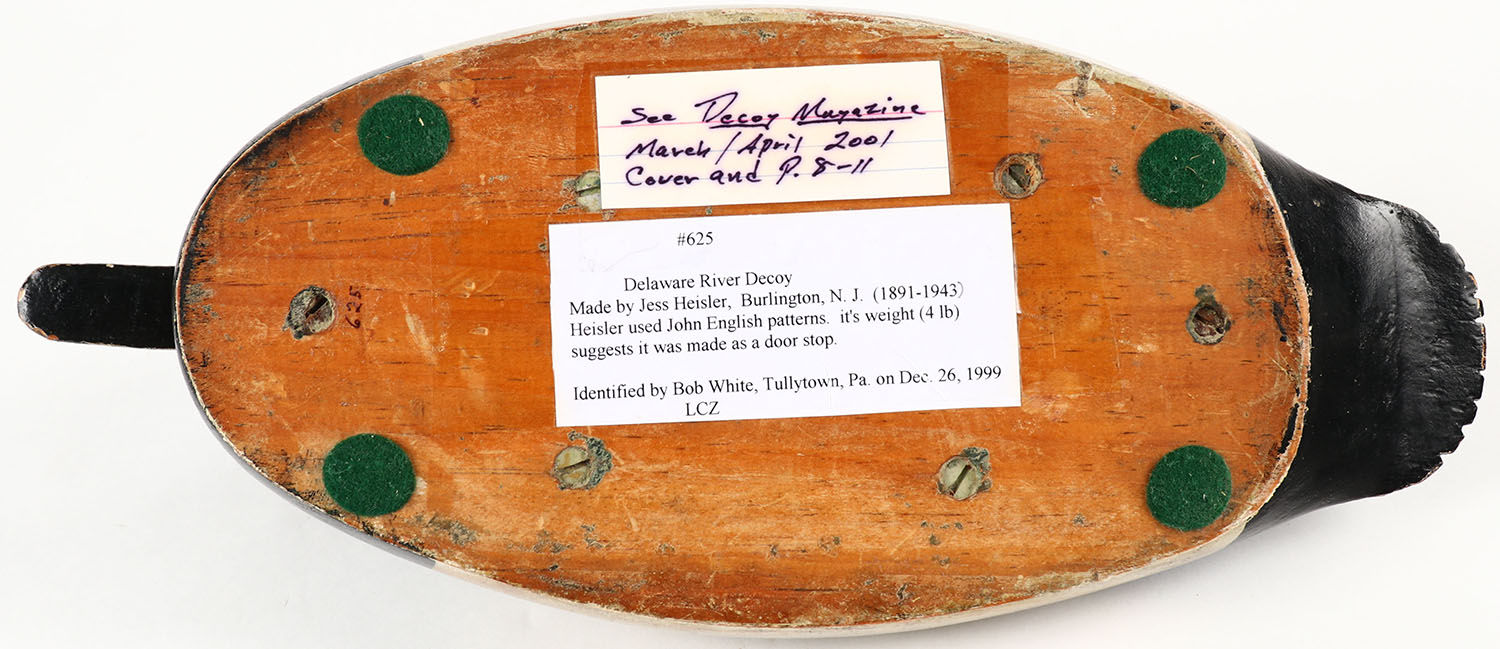 See Decoy Magazine
March / April 2001
Cover and P. 8-11
#625
Delaware River Decoy
Made by Jess Heisler, Burlington, N. J. (1891-1943)
Heisler used John English patterns. it's weight (4 lb)
suggests it was made as a door stop.
Identified by Bob White, Tullytown, Pa. on Dec. 26, 1999
LCZ
625